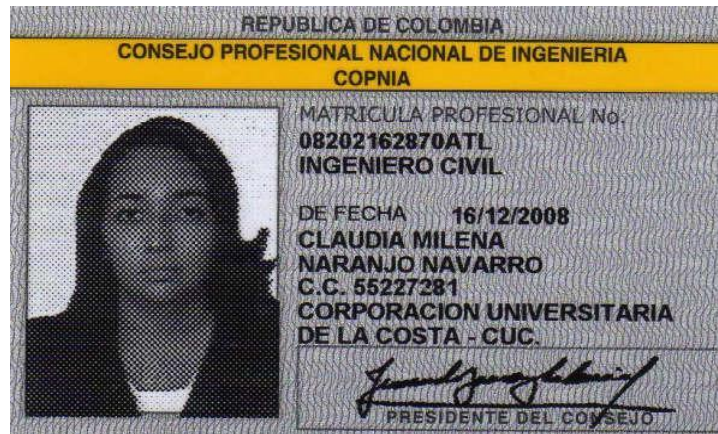 REPUBLICA DE COLOMBIA
CONSEJO PROFESIONAL NACIONAL DE INGENIERIA
COPNIA
MATRICULA PROFESIONAL No.
08202162870ATL
INGENIERO CIVIL
DE FECHA 16/12/2008
CLAUDIA MILENA
NARANJO NAVARRO
C.C. 55227281
CORPORACION UNIVERSITARIA
DE LA COSTA - CUC.
PRESIDENTE DEL CONSEJO